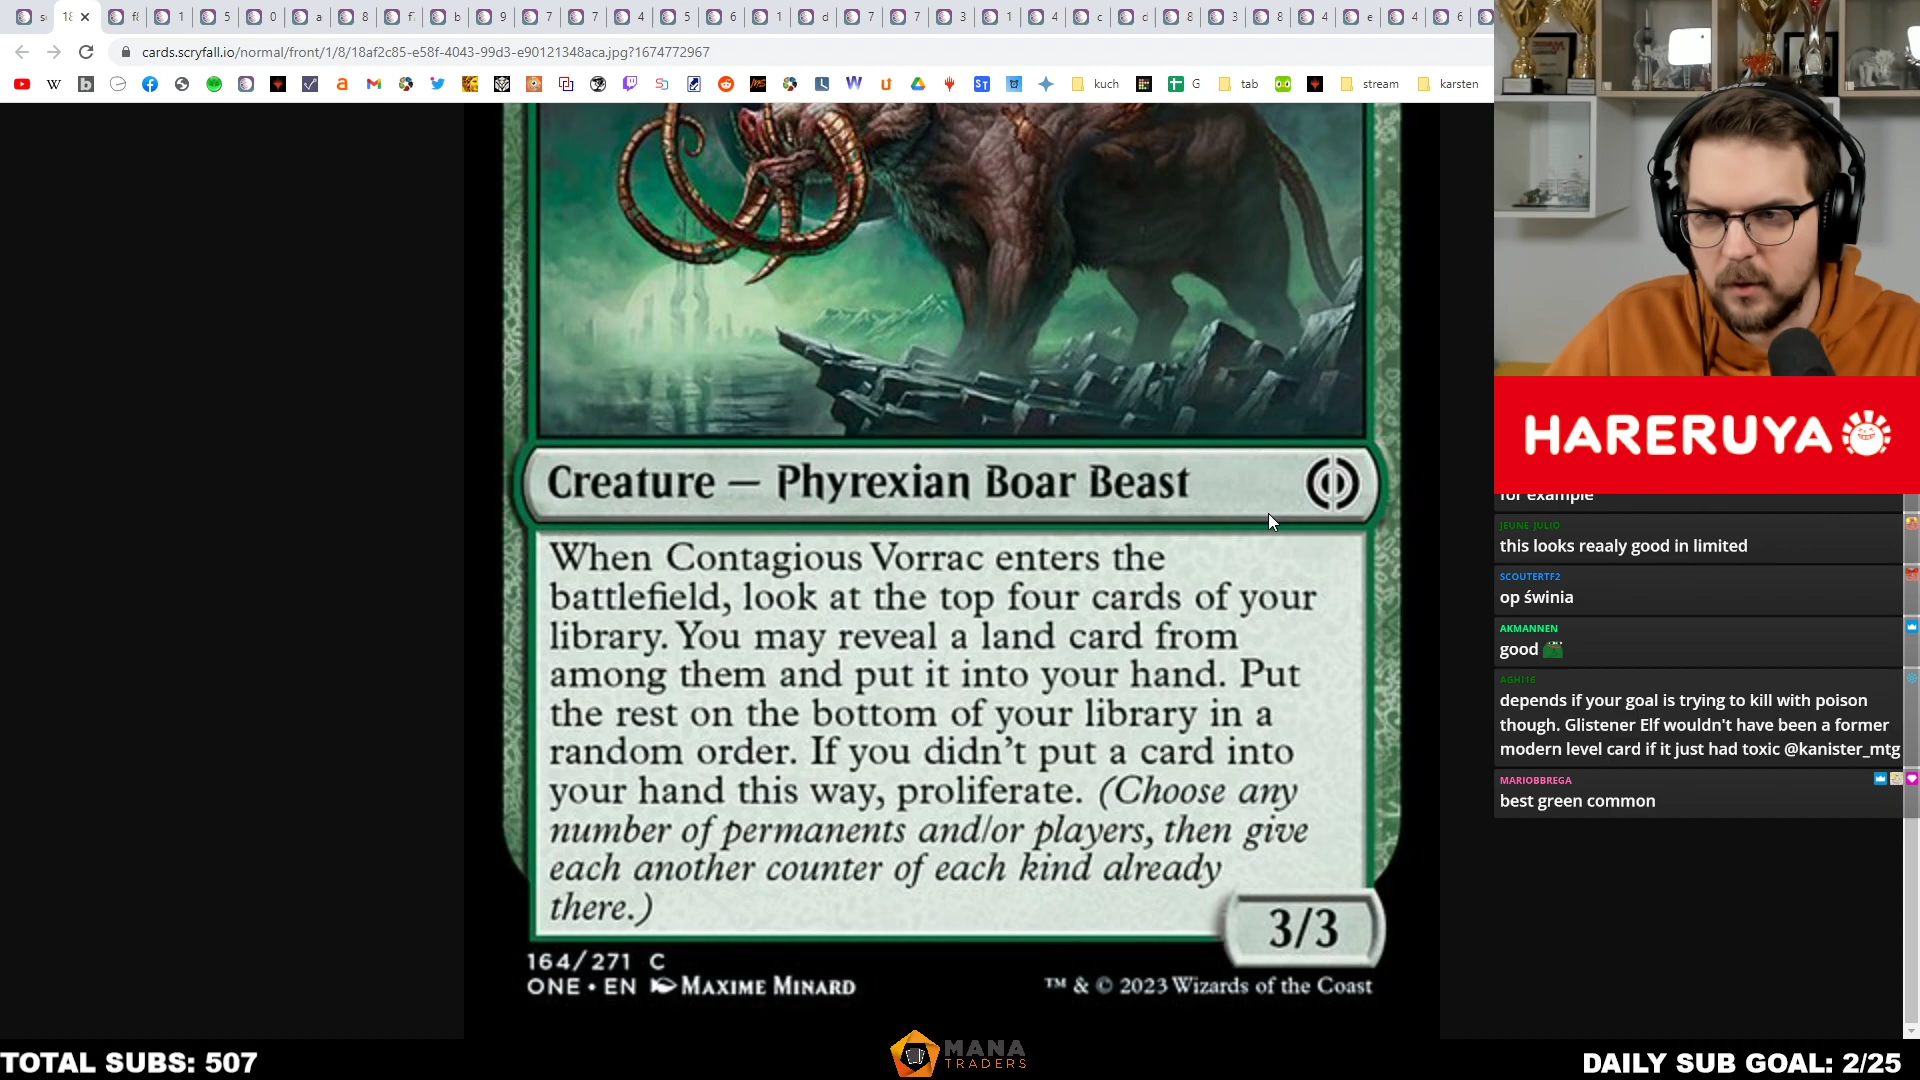 cards.scryfall.io/normal/front/1/8/18af2c85-e58f-4043-99d3-e90121348aca.jpg?1674772967
kuch
G
tab
stream
karsten
Creature — Phyrexian Boar Beast
When Contagious Vorrac enters the
battlefield, look at the top four cards of your
library. You may reveal a land card from
among them and put it into your hand. Put
the rest on the bottom of your library in a
random order. If you didn't put a card into
your hand this way, proliferate. (Choose any
number of permanents and/or players, then give
each another counter of each kind already
there.)
3/3
164/271 C
ONE • EN MAXIME MINARD
™ & © 2023 Wizards of the Coast
HARERUYA
for example
JEUNE JULIO
this looks reaaly good in limited
SCOUTERTF2
op świnia
AKMANNEN
good
AGHI16
depends if your goal is trying to kill with poison
though. Glistener Elf wouldn't have been a former
modern level card if it just had toxic @kanister_mtg
MARIOBBREGA
best green common
TOTAL SUBS: 507
MANA
TRADERS
DAILY SUB GOAL: 2/25